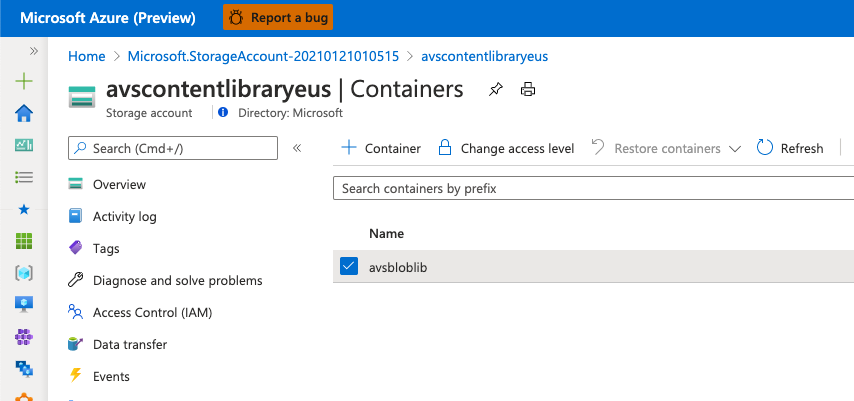 Microsoft Azure (Preview) Report a bug
Home > Microsoft.StorageAccount-20210121010515 > avscontentlibraryeus
avscontentlibraryeus | Containers
Storage account Directory: Microsoft
Search (Cmd+/)
Overview
Activity log
Tags
Diagnose and solve problems
Access Control (IAM)
Data transfer
Events
Container Change access level Restore containers Refresh
Search containers by prefix
Name
avsbloblib